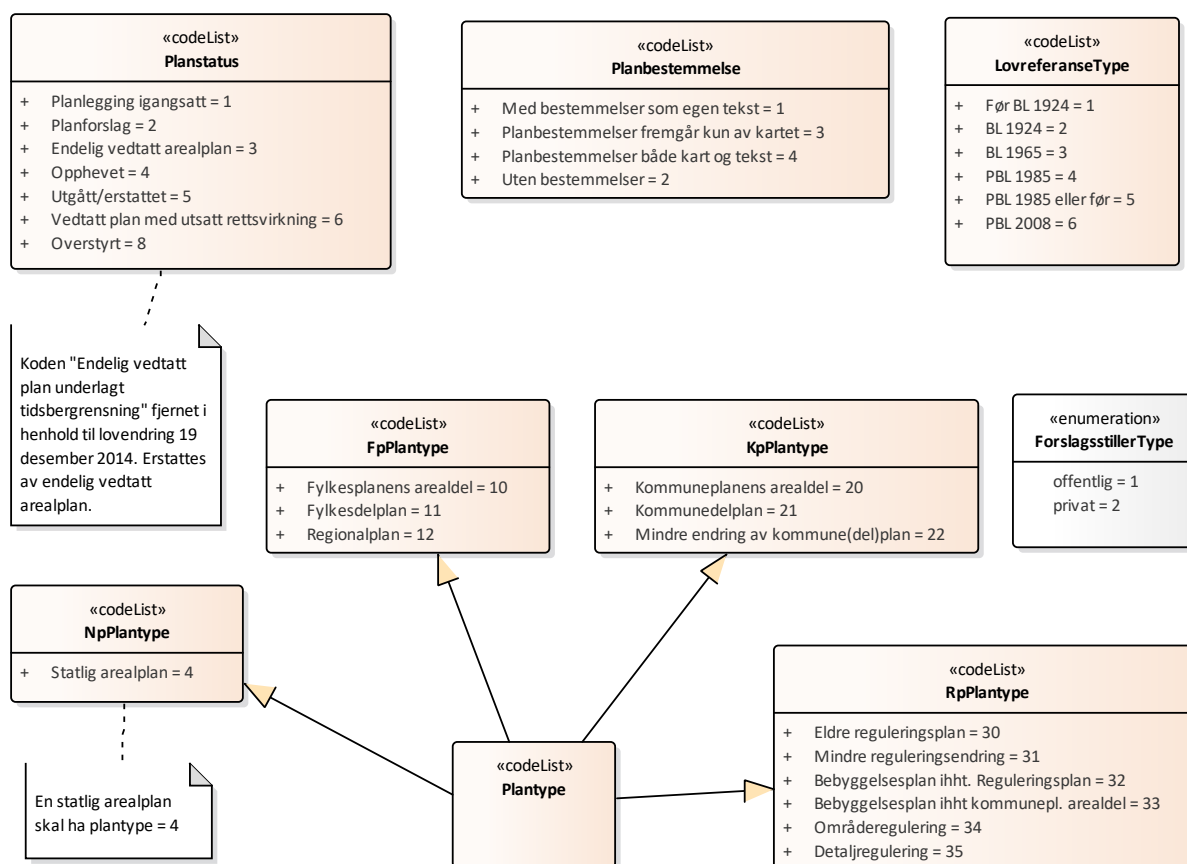 «codeList»
Planstatus
+ Planlegging igangsatt = 1
+ Planforslag = 2
+ Endelig vedtatt arealplan = 3
+ Opphevet = 4
+ Utgått/erstattet = 5
+ Vedtatt plan med utsatt rettsvirkning = 6
+ Overstyrt = 8
«codeList»
Planbestemmelse
+ Med bestemmelser som egen tekst = 1
+ Planbestemmelser fremgår kun av kartet = 3
+ Planbestemmelser både kart og tekst = 4
+ Uten bestemmelser = 2
«codeList»
LovreferanseType
+ Før BL 1924 = 1
+ BL 1924 = 2
+ BL 1965 = 3
+ PBL 1985 = 4
+ PBL 1985 eller før = 5
+ PBL 2008 = 6
Koden "Endelig vedtatt
plan underlagt
tidsbergrensning" fjernet i
henhold til lovendring 19
desember 2014. Erstattes
av endelig vedtatt
arealplan.
«codeList»
FpPlantype
+ Fylkesplanens arealdel = 10
+ Fylkesdelplan = 11
+ Regionalplan = 12
«codeList»
KpPlantype
+ Kommuneplanens arealdel = 20
+ Kommunedelplan = 21
+ Mindre endring av kommune(del)plan = 22
«enumeration»
ForslagsstillerType
offentlig = 1
privat = 2
«codeList»
NpPlantype
+ Statlig arealplan = 4
En statlig arealplan
skal ha plantype = 4
«codeList»
Plantype
«codeList»
RpPlantype
+ Eldre reguleringsplan = 30
+ Mindre reguleringsendring = 31
+ Bebyggelsesplan ihht. Reguleringsplan = 32
+ Bebyggelsesplan ihht kommunepl. arealdel = 33
+ Områderegulering = 34
+ Detaljregulering = 35